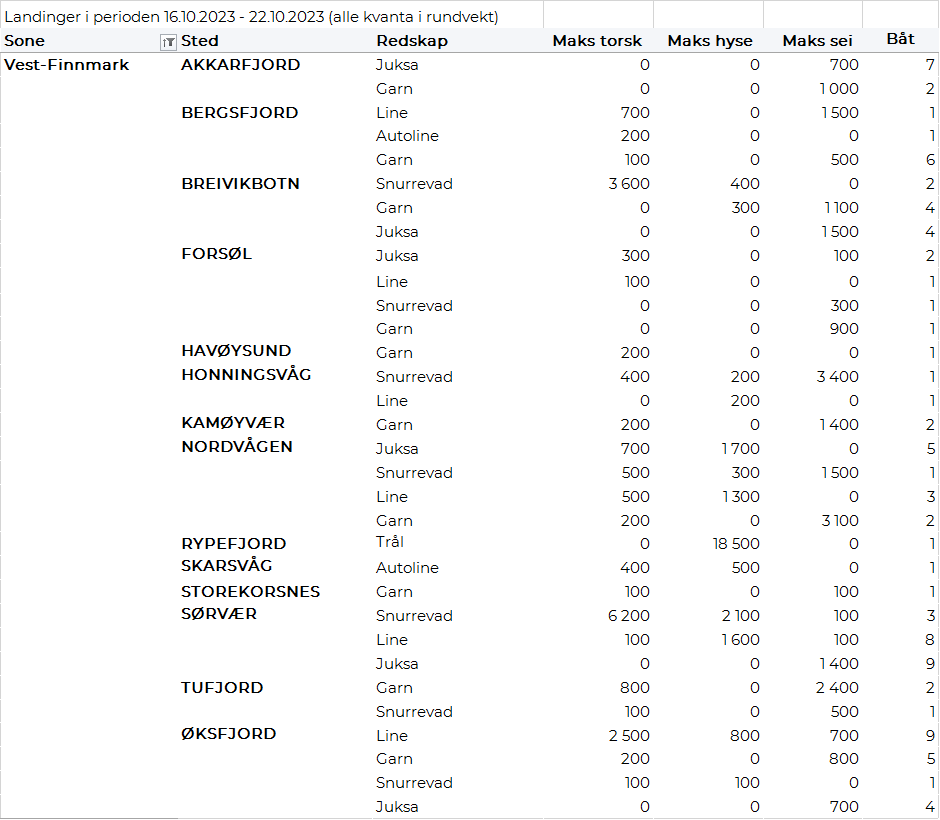 Landinger i perioden 16.10.2023 - 22.10.2023 (alle kvanta i rundvekt)
Sone Sted Redskap Maks torsk Maks hyse Maks sei Båt
Vest-Finnmark AKKARFJORD Juksa 0 0 700 7
Garn 0 0 1 000 2
BERGSFJORD Line 700 0 1 500 1
Autoline 200 0 0 1
Garn 100 0 500 6
BREIVIKBOTN Snurrevad 3 600 400 0 2
Garn 0 300 1 100 4
Juksa 0 0 1 500 4
FORSØL Juksa 300 0 100 2
Line 100 0 0 1
Snurrevad 0 0 300 1
Garn 0 0 900 1
HAVØYSUND Garn 200 0 0 1
HONNINGSVÅG Snurrevad 400 200 3 400 1
Line 0 200 0 1
KAMØYVÆR Garn 200 0 1 400 2
NORDVÅGEN Juksa 700 1 700 0 5
Snurrevad 500 300 1 500 1
Line 500 1 300 0 3
Garn 200 0 3 100 2
RYPEFJORD Trål 0 18 500 0 1
SKARSVÅG Autoline 400 500 0 1
STOREKORSNES Garn 100 0 100 1
SØRVÆR Snurrevad 6 200 2 100 100 3
Line 100 1 600 100 8
Juksa 0 0 1 400 9
TUFJORD Garn 800 0 2 400 2
Snurrevad 100 0 500 1
ØKSFJORD Line 2 500 800 700 9
Garn 200 0 800 5
Snurrevad 100 100 0 1
Juksa 0 0 700 4